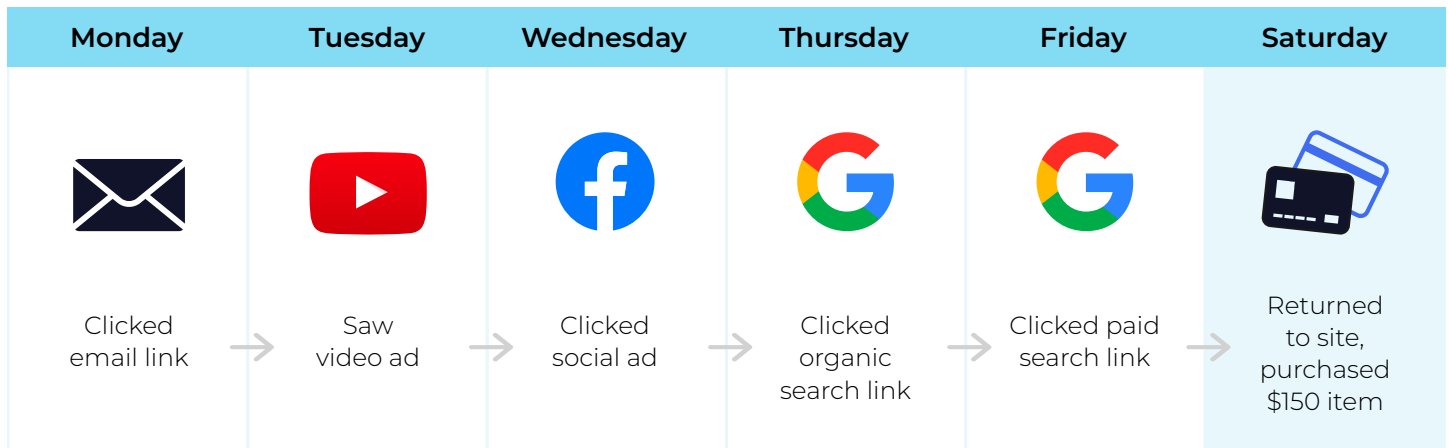 Monday
Tuesday
Wednesday
Thursday
Friday
Saturday
Clicked
email link
Saw
video ad
Clicked
social ad
Clicked
organic
search link
Clicked paid
search link
Returned
to site,
purchased
$150 item